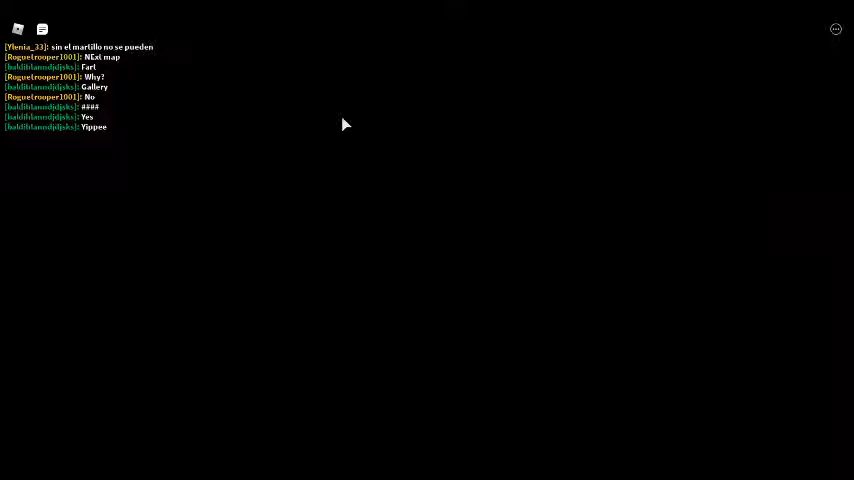 [Ylenia_33]: sin el martillo no se pueden
[Roguetrooper1001]: NExt map
[baldiblanndjdjsks]: Fart
[Roguetrooper1001]: Why?
[baldiblanndjdjsks]: Gallery
[Roguetrooper1001]: No
[baldiblanndjdjsks]: ####
[baldiblanndjdjsks]: Yes
[baldiblanndjdjsks]: Yippee